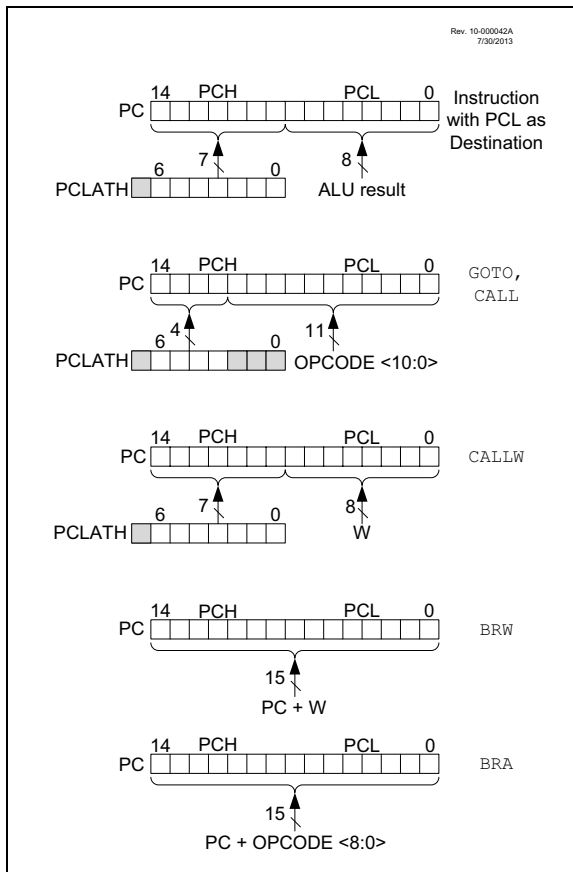 Rev. 10-000042A
7/30/2013
14 PCH PCL 0
PC
Instruction
with PCL as
Destination
6 7 0 8
PCLATH
ALU result
14 PCH PCL 0
PC
GOTO,
CALL
6 4 0 11
PCLATH
OPCODE <10:0>
14 PCH PCL 0
PC
CALLW
6 7 0 8
PCLATH
W
14 PCH PCL 0
PC
BRW
15
PC + W
14 PCH PCL 0
PC
BRA
15
PC + OPCODE <8:0>